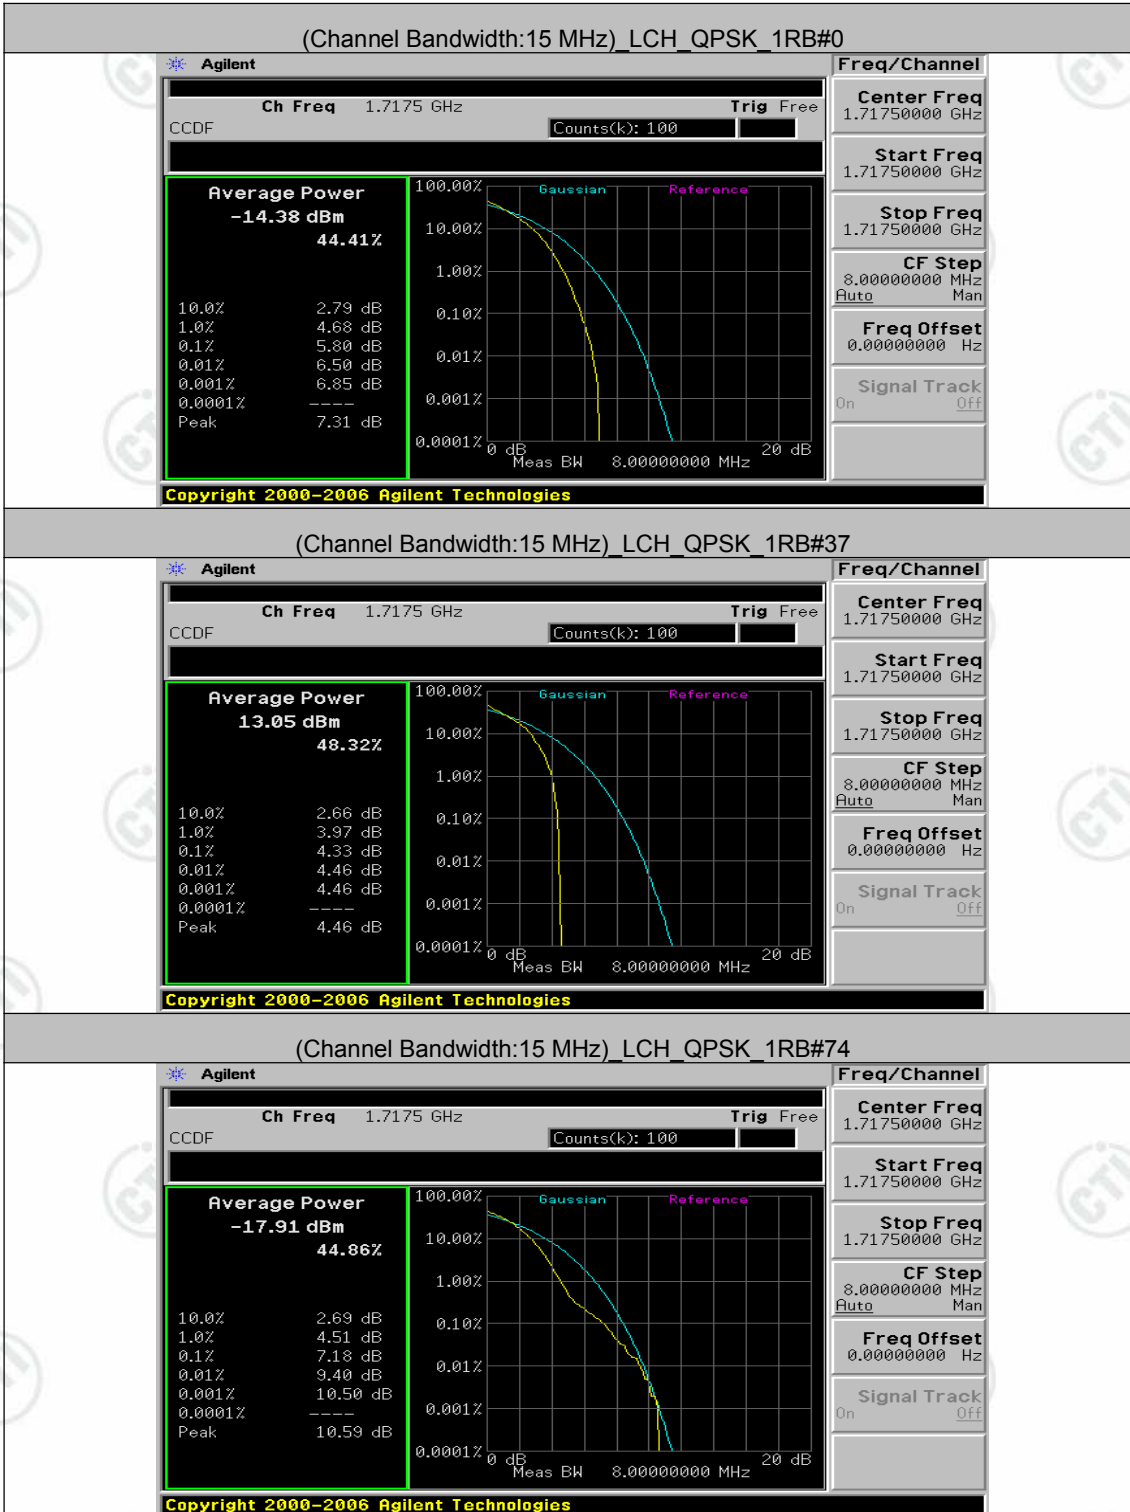 (Channel Bandwidth:15 MHz)_LCH_QPSK_1RB#0
Agilent
Freq/Channel
Ch Freq 1.7175 GHz Trig Free
CCDF Counts(k): 100
Center Freq
1.71750000 GHz
Start Freq
1.71750000 GHz
Stop Freq
1.71750000 GHz
CF Step
8.00000000 MHz
Auto Man
Freq Offset
0.00000000 Hz
Signal Track
On Off
Average Power
-14.38 dBm
44.41%
10.0% 2.79 dB
1.0% 4.68 dB
0.1% 5.80 dB
0.01% 6.50 dB
0.001% 6.85 dB
0.0001% ----
Peak 7.31 dB
Gaussian Reference
100.00%
10.00%
1.00%
0.10%
0.01%
0.001%
0.0001%
0 dB 20 dB
Meas BW 8.00000000 MHz
Copyright 2000-2006 Agilent Technologies
(Channel Bandwidth:15 MHz)_LCH_QPSK_1RB#37
Agilent
Freq/Channel
Ch Freq 1.7175 GHz Trig Free
CCDF Counts(k): 100
Center Freq
1.71750000 GHz
Start Freq
1.71750000 GHz
Stop Freq
1.71750000 GHz
CF Step
8.00000000 MHz
Auto Man
Freq Offset
0.00000000 Hz
Signal Track
On Off
Average Power
13.05 dBm
48.32%
10.0% 2.66 dB
1.0% 3.97 dB
0.1% 4.33 dB
0.01% 4.46 dB
0.001% 4.46 dB
0.0001% ----
Peak 4.46 dB
Gaussian Reference
100.00%
10.00%
1.00%
0.10%
0.01%
0.001%
0.0001%
0 dB 20 dB
Meas BW 8.00000000 MHz
Copyright 2000-2006 Agilent Technologies
(Channel Bandwidth:15 MHz)_LCH_QPSK_1RB#74
Agilent
Freq/Channel
Ch Freq 1.7175 GHz Trig Free
CCDF Counts(k): 100
Center Freq
1.71750000 GHz
Start Freq
1.71750000 GHz
Stop Freq
1.71750000 GHz
CF Step
8.00000000 MHz
Auto Man
Freq Offset
0.00000000 Hz
Signal Track
On Off
Average Power
-17.91 dBm
44.86%
10.0% 2.69 dB
1.0% 4.51 dB
0.1% 7.18 dB
0.01% 9.40 dB
0.001% 10.50 dB
0.0001% ----
Peak 10.59 dB
Gaussian Reference
100.00%
10.00%
1.00%
0.10%
0.01%
0.001%
0.0001%
0 dB 20 dB
Meas BW 8.00000000 MHz
Copyright 2000-2006 Agilent Technologies
CTI
CTI
CTI
CTI
CTI
CTI
CTI